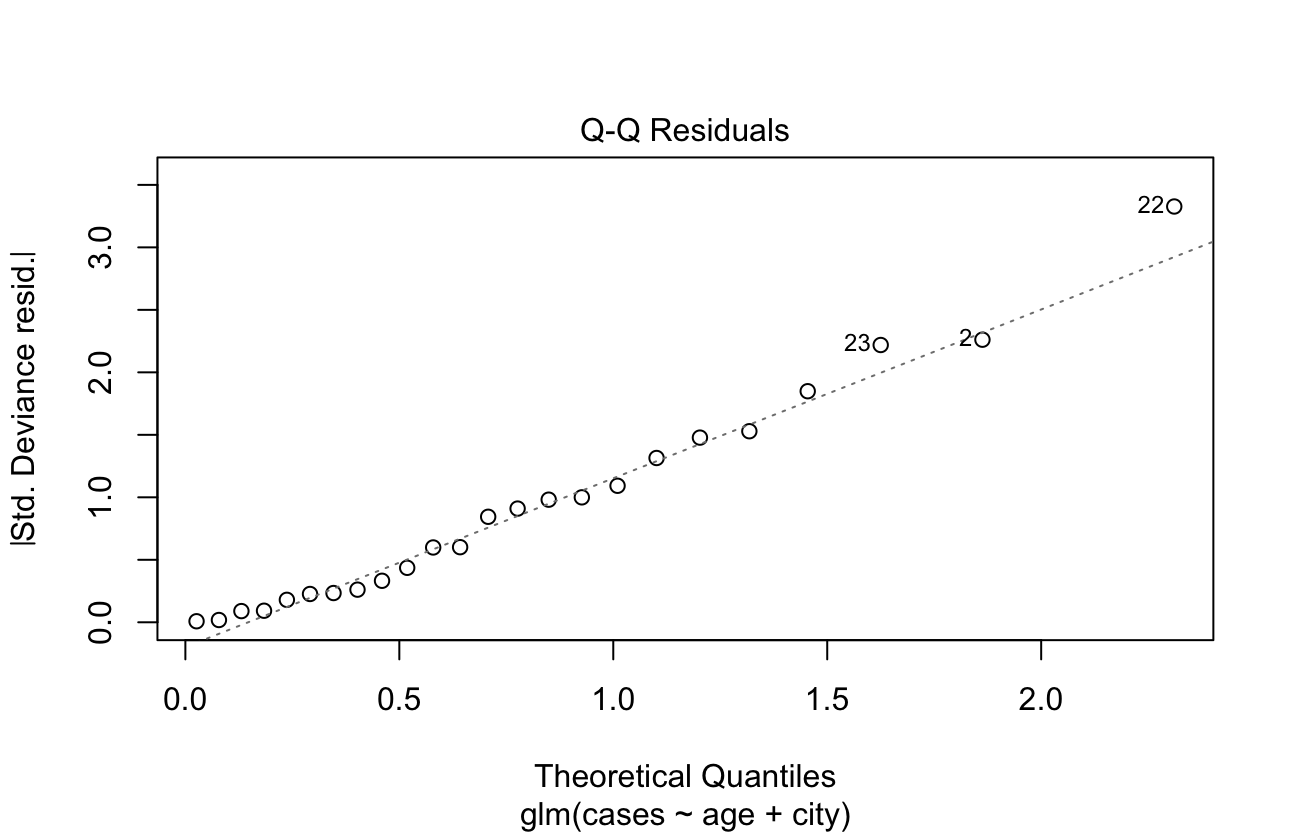 Q-Q Residuals
|Std. Deviance resid.|
3.0
2.0
1.0
0.0
22
23
2
0.0 0.5 1.0 1.5 2.0
Theoretical Quantiles
glm(cases ~ age + city)